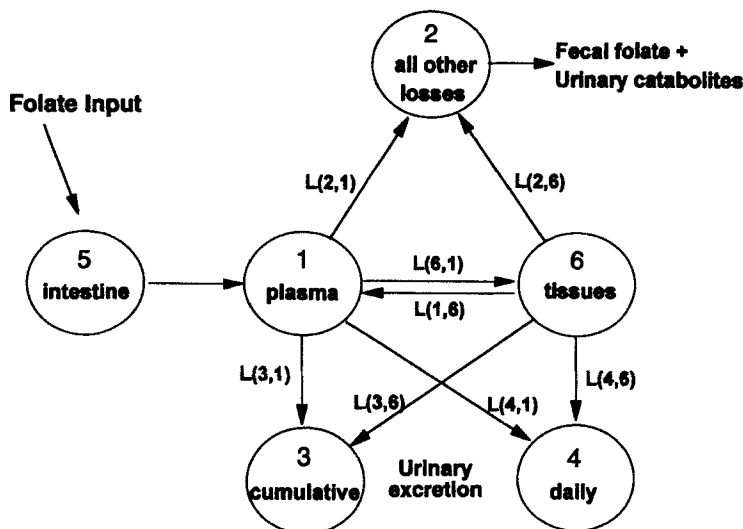 2
all other
losses
Fecal folate +
Urinary catabolites
Folate Input
L(2,1)
L(2,6)
5
intestine
1
plasma
L(6,1)
L(1,6)
6
tissues
L(3,1)
L(3,6)
L(4,1)
L(4,6)
3
cumulative
Urinary
excretion
4
daily